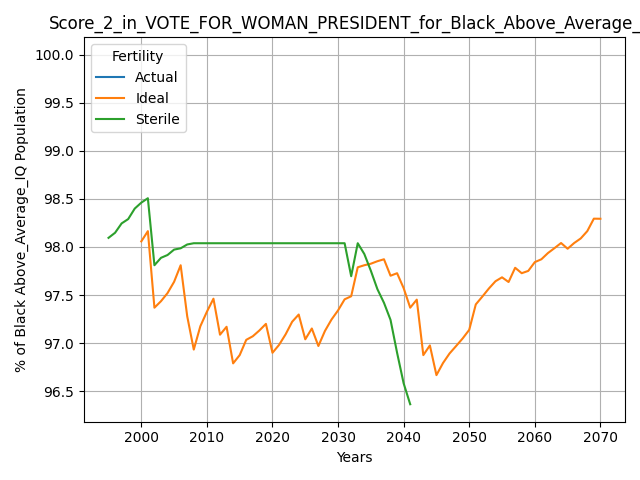 Score_2_in_VOTE_FOR_WOMAN_PRESIDENT_for_Black_Above_Average_
Fertility
Actual
Ideal
Sterile
% of Black Above_Average_IQ Population
100.0
99.5
99.0
98.5
98.0
97.5
97.0
96.5
2000 2010 2020 2030 2040 2050 2060 2070
Years